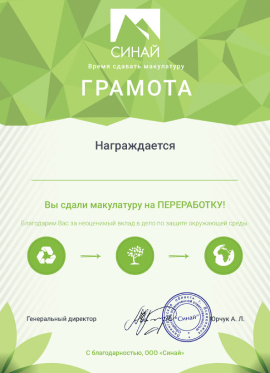 СИНАЙ
Время сдавать макулатуру
ГРАМОТА
Награждается
Вы сдали макулатуру на ПЕРЕРАБОТКУ!
Благодарим Вас за неоценимый вклад в дело по защите окружающей среды
Генеральный директор
"Синай"
Юрчук А. Л.
С благодарностью, ООО «Синай»